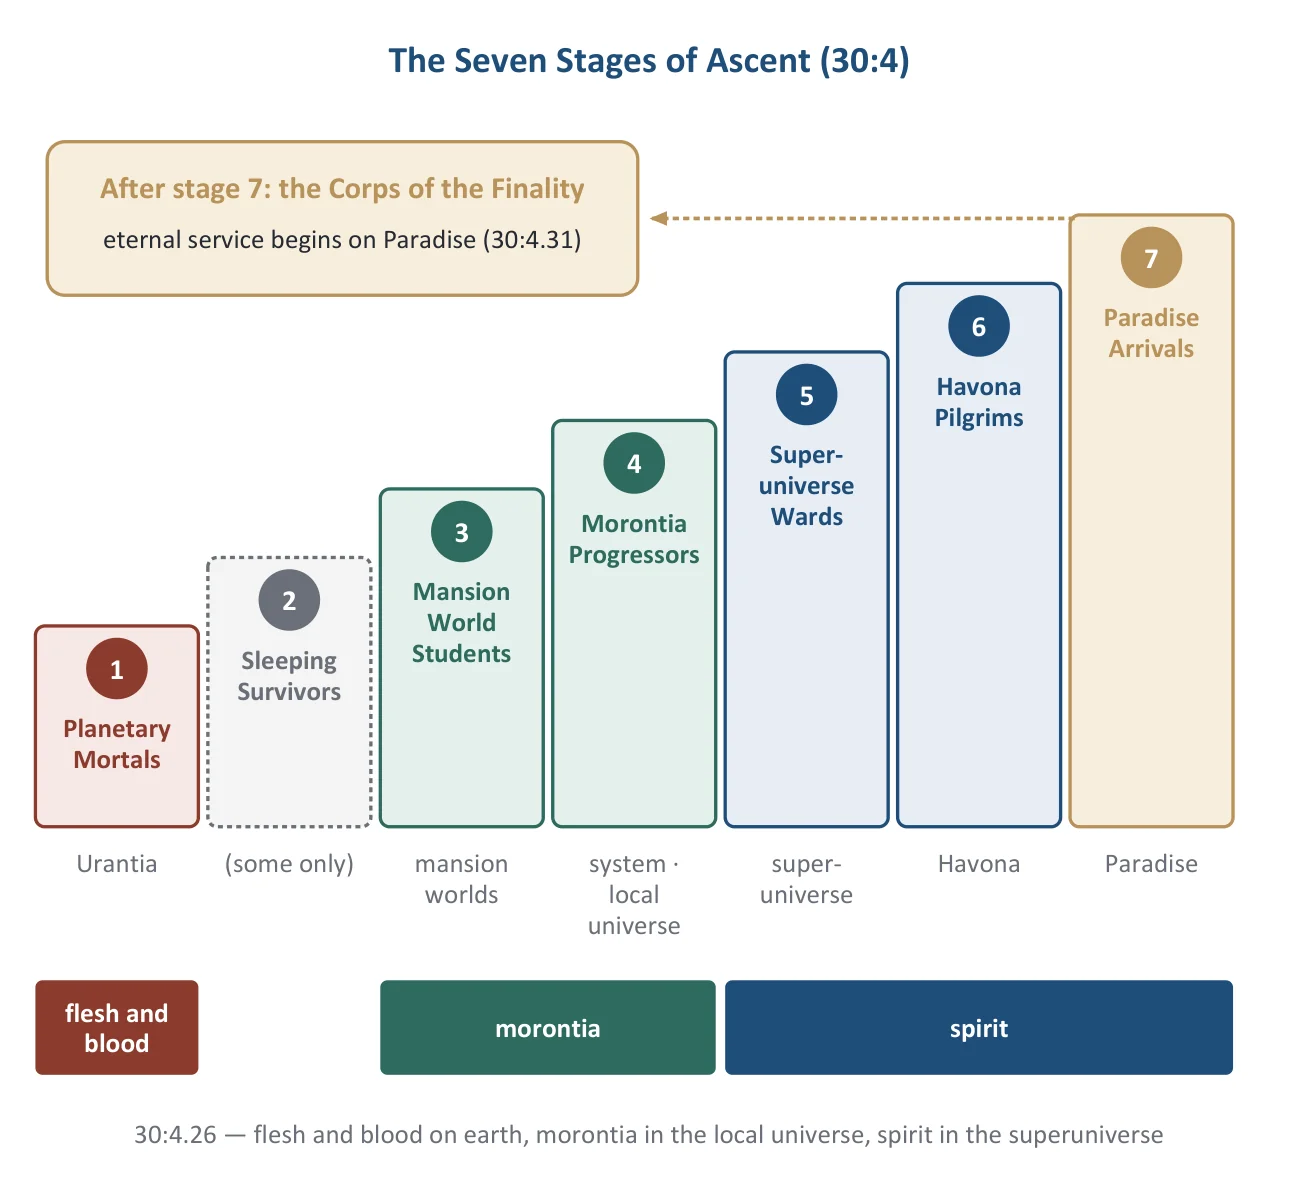 The Seven Stages of Ascent (30:4)
After stage 7: the Corps of the Finality
eternal service begins on Paradise (30:4.31)
1
Planetary
Mortals
2
Sleeping
Survivors
3
Mansion
World
Students
4
Morontia
Progressors
5
Super-
universe
Wards
6
Havona
Pilgrims
7
Paradise
Arrivals
Urantia
(some only)
mansion
worlds
system ·
local
universe
super-
universe
Havona
Paradise
flesh and
blood
morontia
spirit
30:4.26 — flesh and blood on earth, morontia in the local universe, spirit in the superuniverse